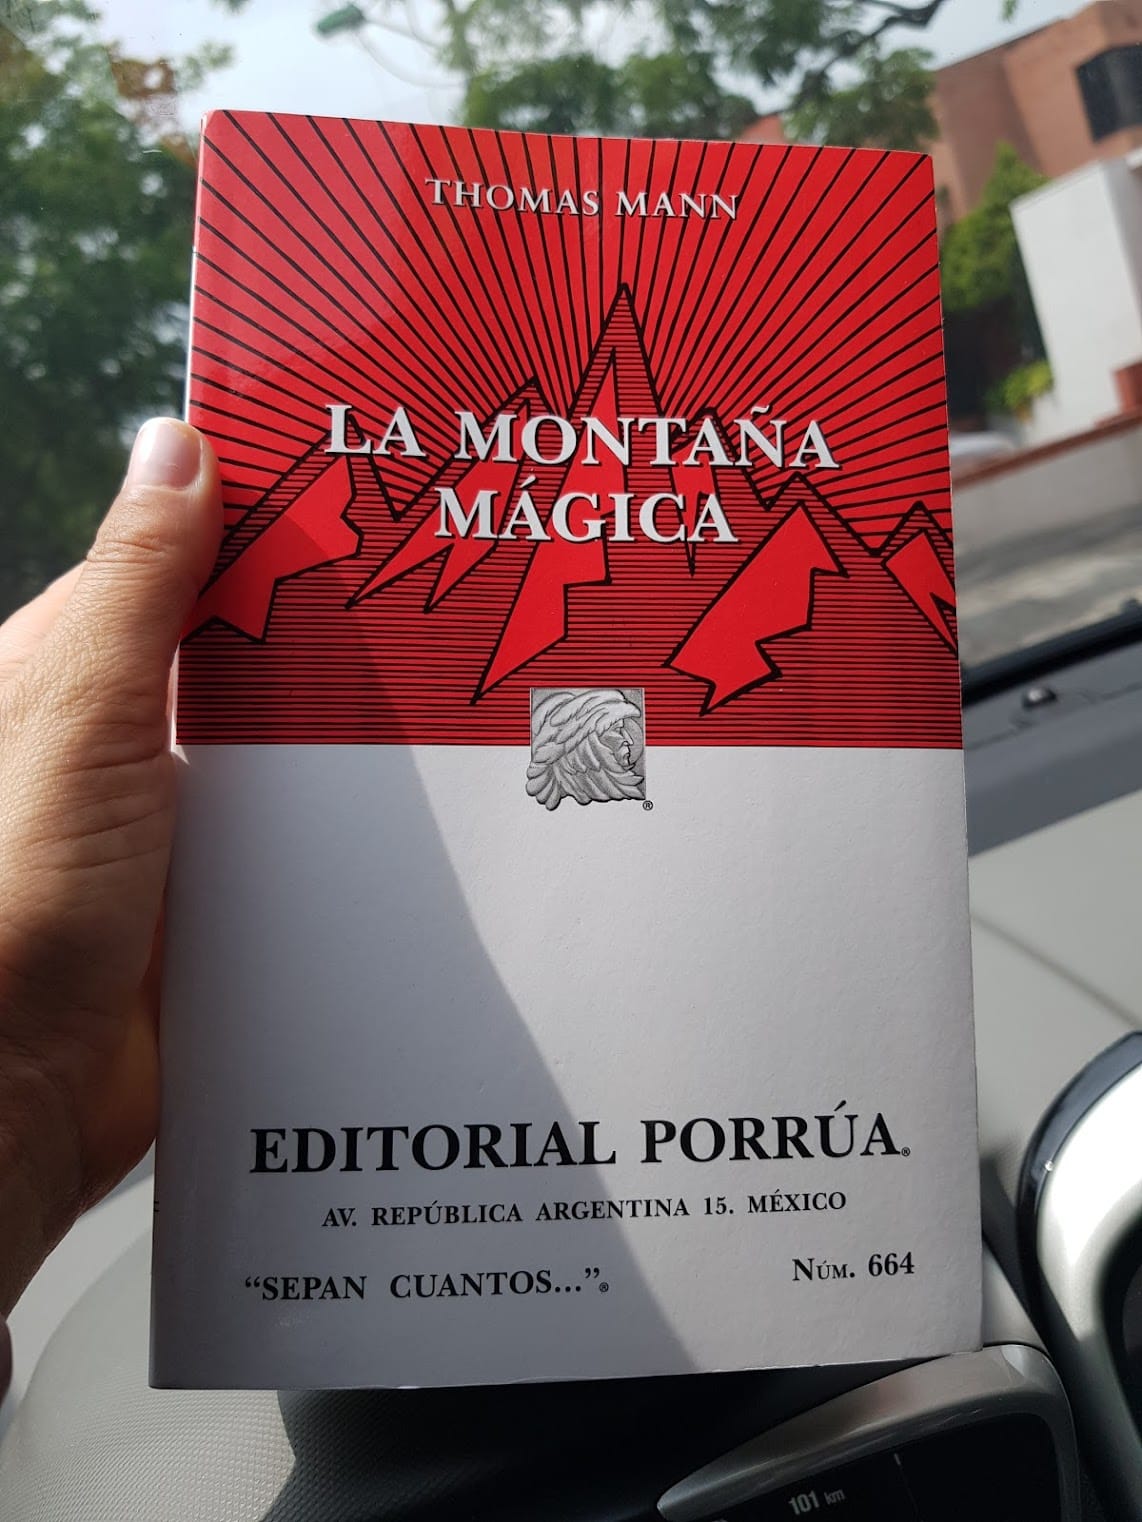 THOMAS MANN
LA MONTAÑA
MÁGICA
®
EDITORIAL PORRÚA®
AV. REPÚBLICA ARGENTINA 15. MÉXICO
“SEPAN CUANTOS...”® NÚM. 664
101 km